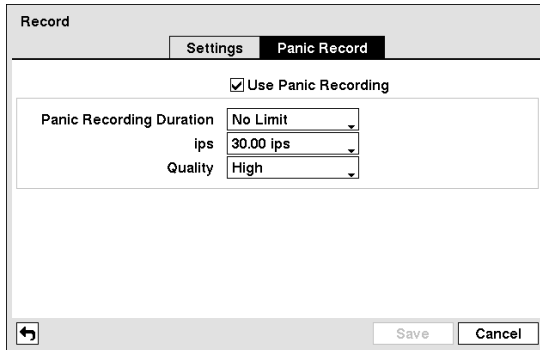 Record
Settings Panic Record
Use Panic Recording
Panic Recording Duration No Limit
ips 30.00 ips
Quality High
Save Cancel